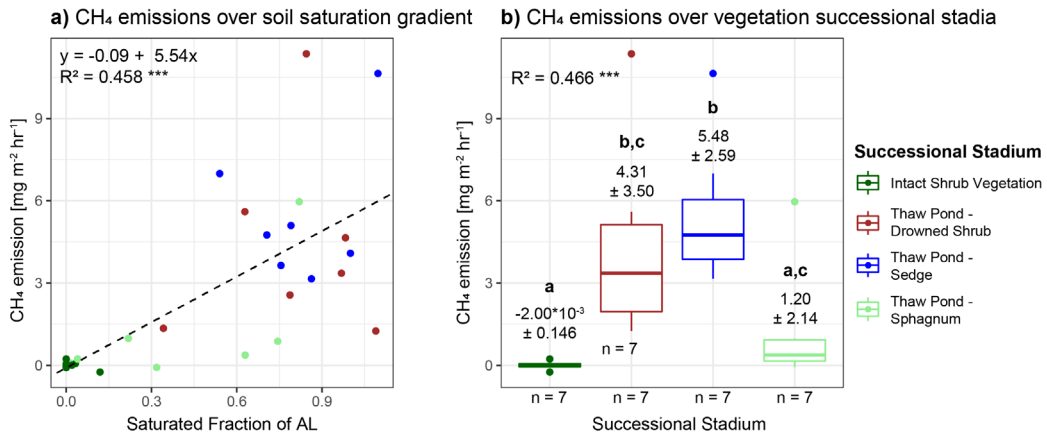 a) CH₄ emissions over soil saturation gradient
y = -0.09 + 5.54x
R² = 0.458 ***
CH₄ emission [mg m⁻² hr⁻¹]
9
6
3
0
0.0 0.3 0.6 0.9
Saturated Fraction of AL
b) CH₄ emissions over vegetation successional stadia
R² = 0.466 ***
CH₄ emission [mg m⁻² hr⁻¹]
9
6
3
0
a
-2.00*10⁻³
± 0.146
b,c
4.31
± 3.50
n = 7
b
5.48
± 2.59
a,c
1.20
± 2.14
n = 7 n = 7 n = 7 n = 7
Successional Stadium
Successional Stadium
Intact Shrub Vegetation
Thaw Pond -
Drowned Shrub
Thaw Pond -
Sedge
Thaw Pond -
Sphagnum